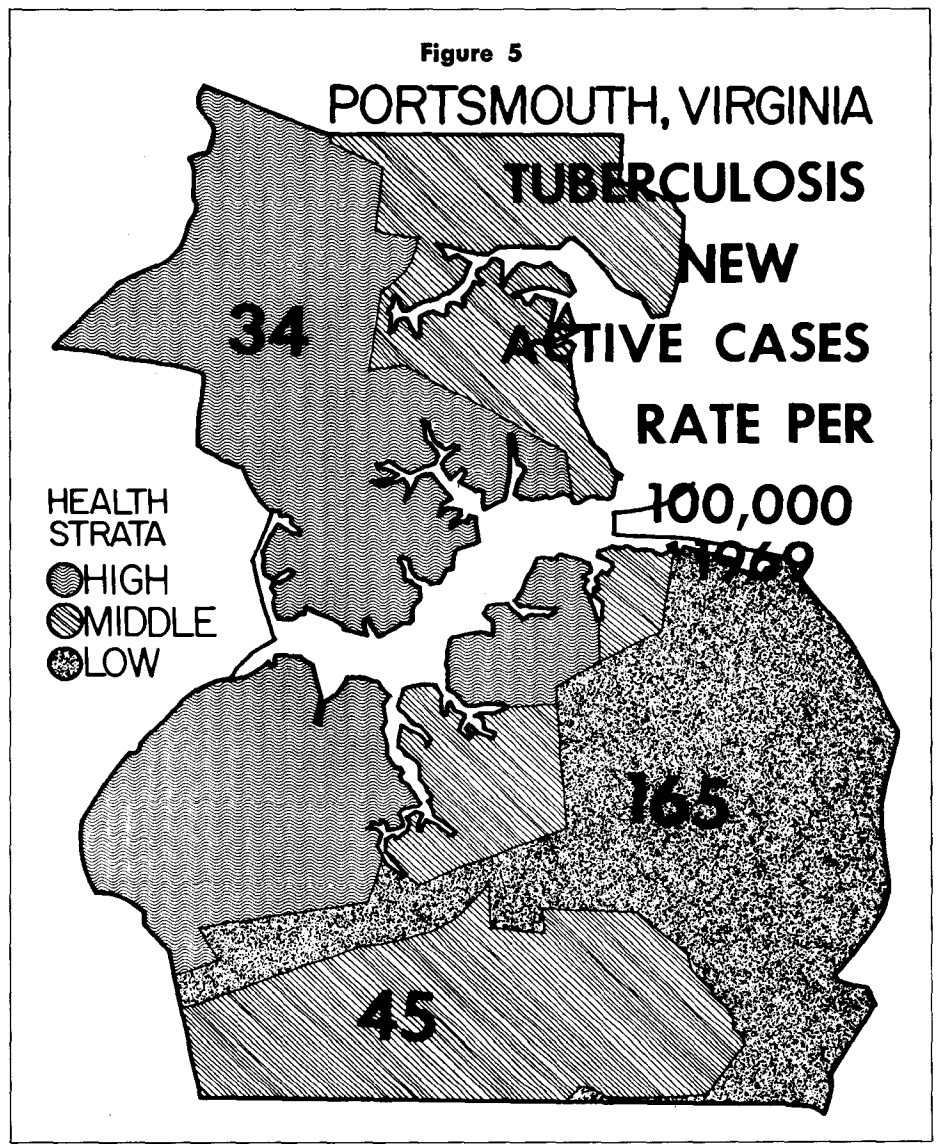 Figure 5
PORTSMOUTH, VIRGINIA
TUBERCULOSIS
NEW
ACTIVE CASES
RATE PER
100,000
1969
34
HEALTH
STRATA
HIGH
MIDDLE
LOW
165
45